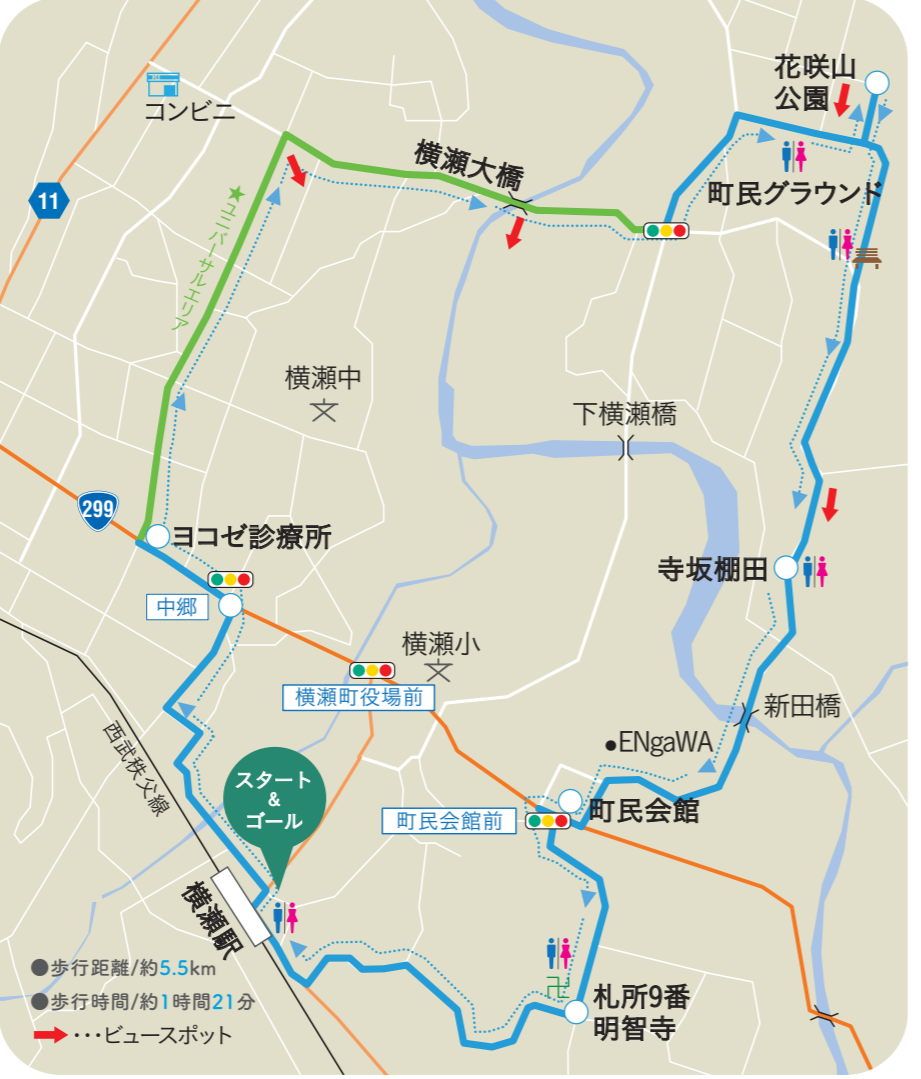 花咲山
公園
コンビニ
横瀬大橋
11
町民グラウンド
★ユニバーサルエリア
横瀬中
下横瀬橋
299
ヨコゼ診療所
寺坂棚田
中郷
横瀬小
横瀬町役場前
新田橋
西武秩父線
ENgaWA
スタート
&
ゴール
町民会館
町民会館前
横瀬駅
●歩行距離/約5.5km
●歩行時間/約1時間21分
・・・ビュースポット
札所9番
明智寺